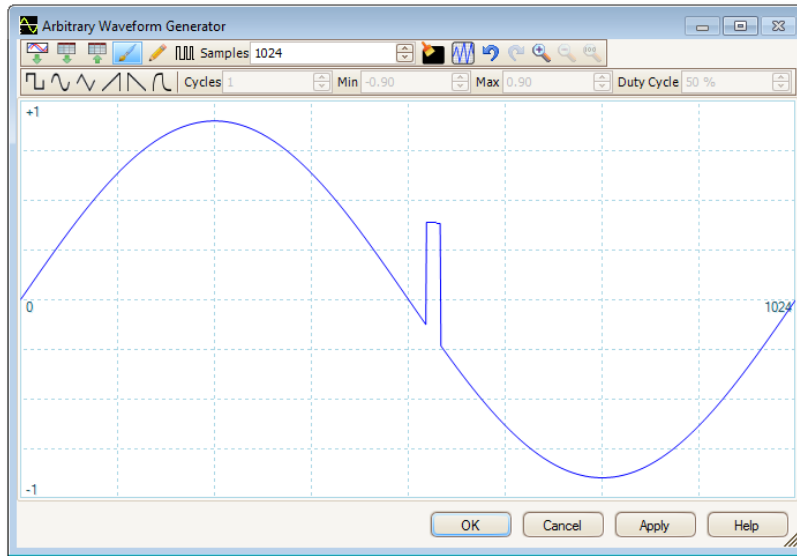 Arbitrary Waveform Generator
Samples 1024
Cycles 1 Min -0.90 Max 0.90 Duty Cycle 50 %
+1
0 1024
-1
OK Cancel Apply Help